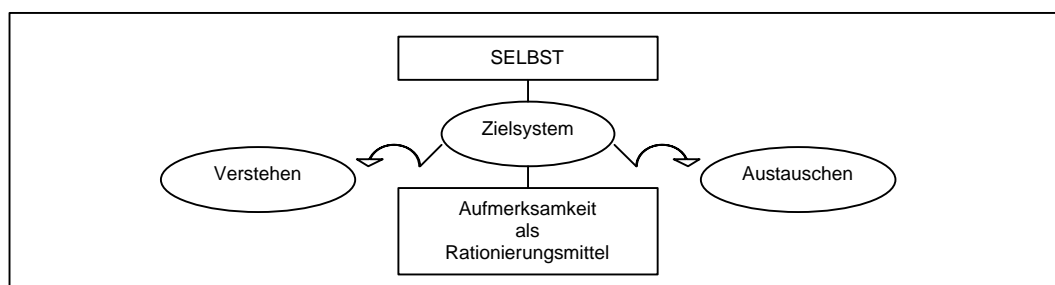 SELBST
Zielsystem
Verstehen
Austauschen
Aufmerksamkeit
als
Rationierungsmittel